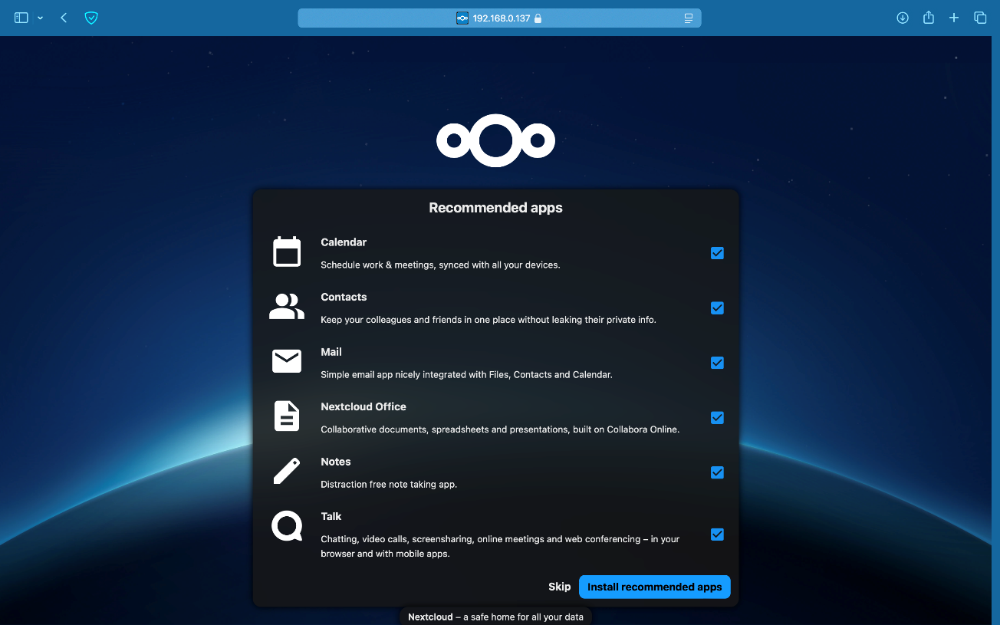 192.168.0.137
Recommended apps
Calendar
Schedule work & meetings, synced with all your devices.
Contacts
Keep your colleagues and friends in one place without leaking their private info.
Mail
Simple email app nicely integrated with Files, Contacts and Calendar.
Nextcloud Office
Collaborative documents, spreadsheets and presentations, built on Collabora Online.
Notes
Distraction free note taking app.
Talk
Chatting, video calls, screensharing, online meetings and web conferencing – in your
browser and with mobile apps.
Skip Install recommended apps
Nextcloud – a safe home for all your data